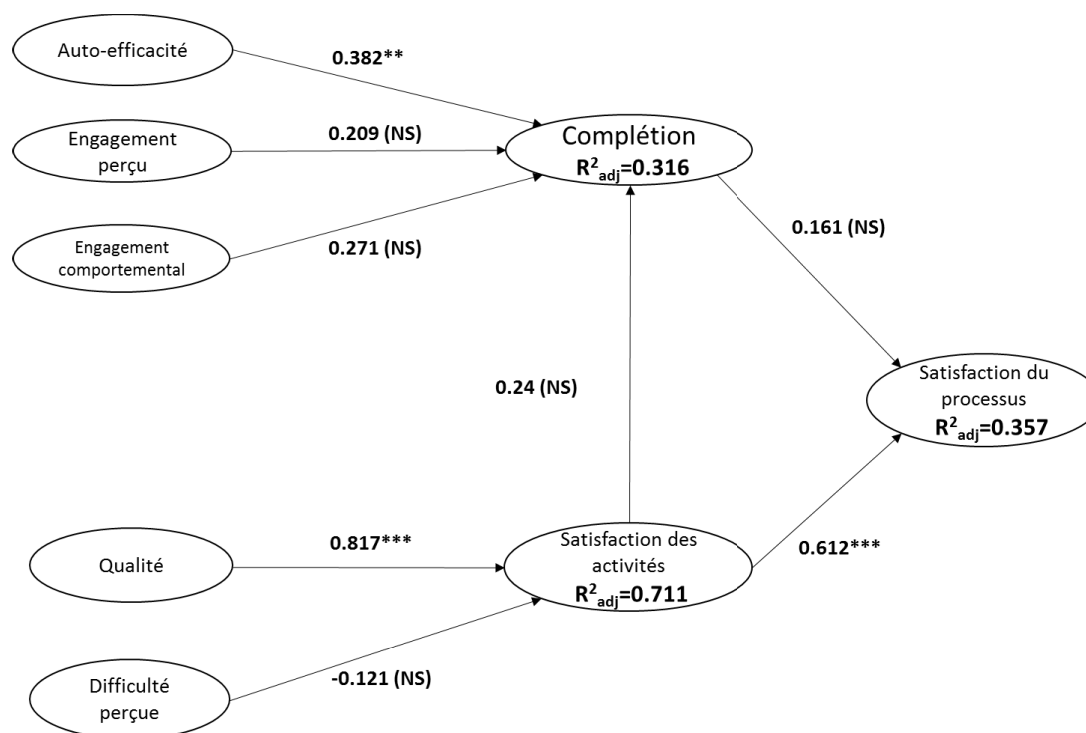 Auto-efficacité
0.382**
Engagement
perçu
0.209 (NS)
Complétion
R²adj=0.316
Engagement
comportemental
0.271 (NS)
0.161 (NS)
0.24 (NS)
Satisfaction du
processus
R²adj=0.357
Qualité
0.817***
Satisfaction des
activités
R²adj=0.711
0.612***
Difficulté
perçue
-0.121 (NS)